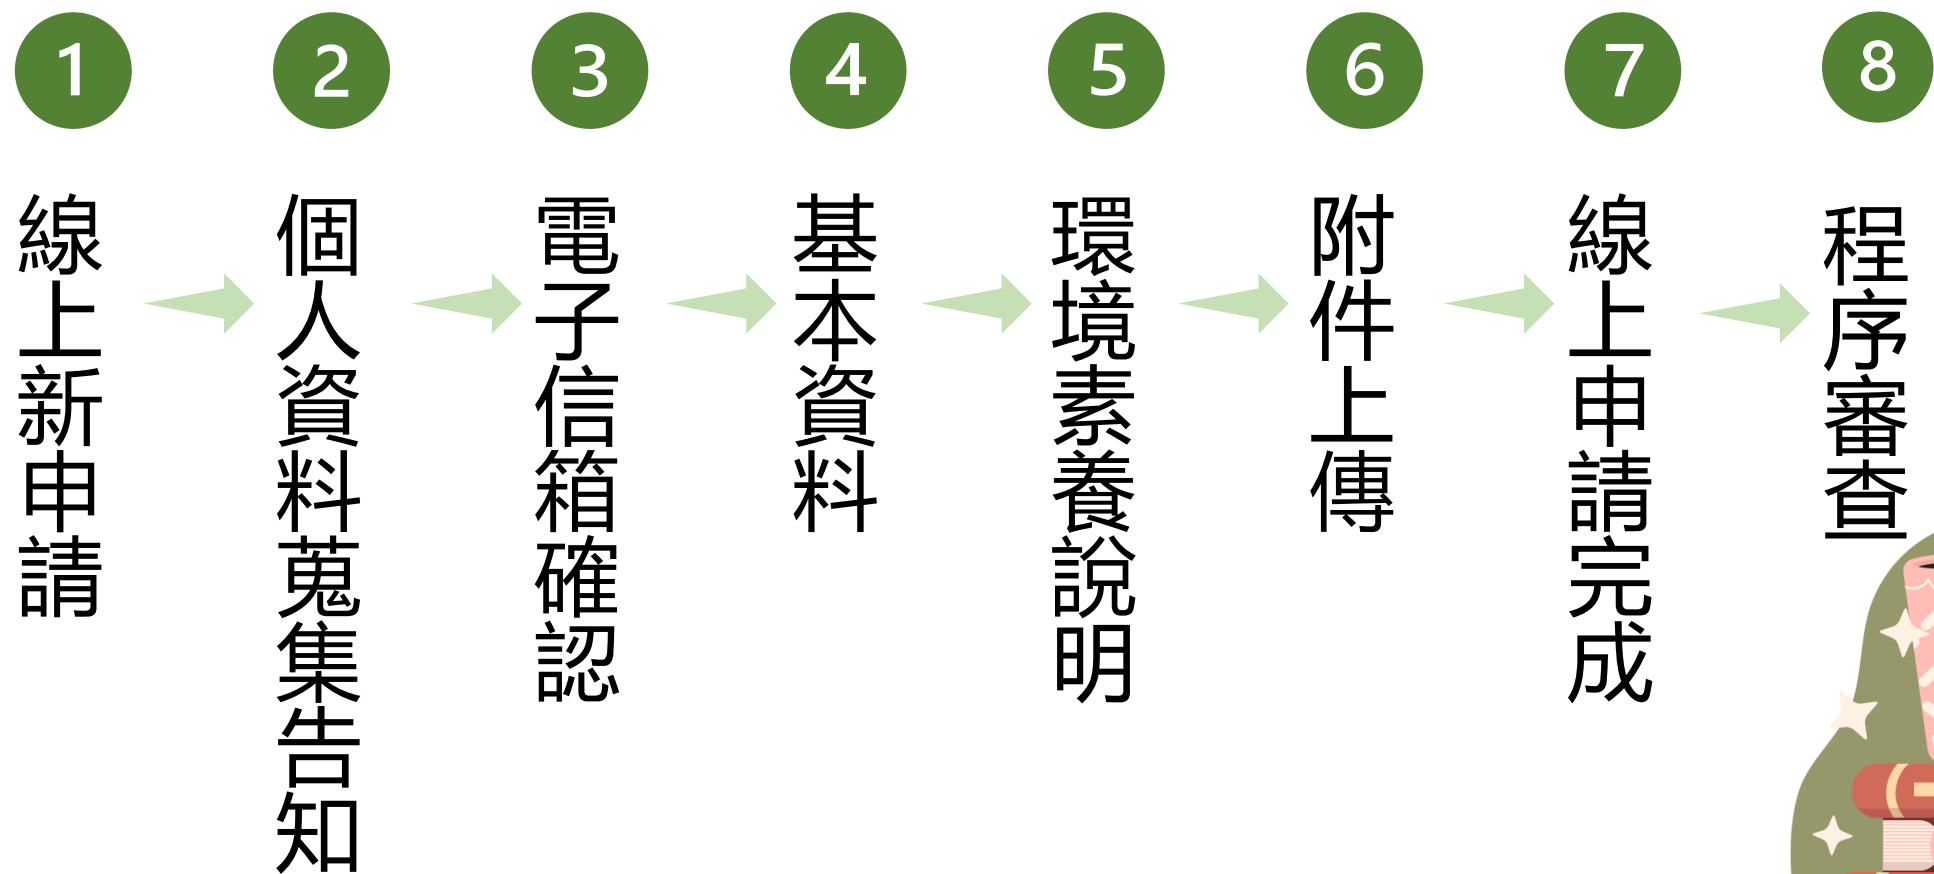 1
線上新申請
2
個人資料蒐集告知
3
電子信箱確認
4
基本資料
5
環境素養說明
6
附件上傳
7
線上申請完成
8
程序審查